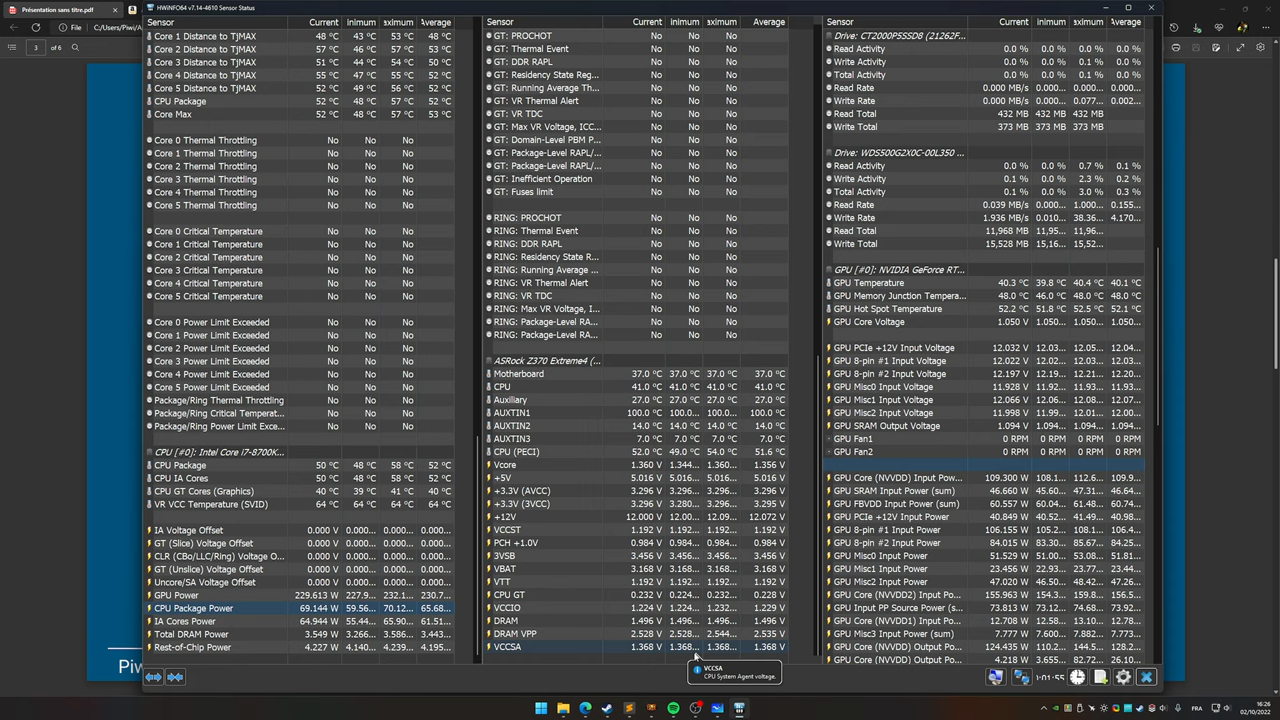 HWiNFO64 v7.14-4610 Sensor Status
Présentation sans titre.pdf
File
C:/Users/Piwi/A
3 of 6
Sensor Current inimum aximum Average
Core 1 Distance to TjMAX 48 °C 43 °C 53 °C 48 °C
Core 2 Distance to TjMAX 57 °C 46 °C 57 °C 52 °C
Core 3 Distance to TjMAX 51 °C 44 °C 54 °C 50 °C
Core 4 Distance to TjMAX 55 °C 47 °C 55 °C 52 °C
Core 5 Distance to TjMAX 52 °C 49 °C 56 °C 52 °C
CPU Package 52 °C 48 °C 57 °C 52 °C
Core Max 52 °C 48 °C 57 °C 53 °C
Core 0 Thermal Throttling No No No
Core 1 Thermal Throttling No No No
Core 2 Thermal Throttling No No No
Core 3 Thermal Throttling No No No
Core 4 Thermal Throttling No No No
Core 5 Thermal Throttling No No No
Core 0 Critical Temperature No No No
Core 1 Critical Temperature No No No
Core 2 Critical Temperature No No No
Core 3 Critical Temperature No No No
Core 4 Critical Temperature No No No
Core 5 Critical Temperature No No No
Core 0 Power Limit Exceeded No No No
Core 1 Power Limit Exceeded No No No
Core 2 Power Limit Exceeded No No No
Core 3 Power Limit Exceeded No No No
Core 4 Power Limit Exceeded No No No
Core 5 Power Limit Exceeded No No No
Package/Ring Thermal Throttling No No No
Package/Ring Critical Temperat... No No No
Package/Ring Power Limit Exce... No No No
CPU [#0]: Intel Core i7-8700K...
CPU Package 50 °C 48 °C 58 °C 52 °C
CPU IA Cores 50 °C 48 °C 58 °C 52 °C
CPU GT Cores (Graphics) 40 °C 39 °C 41 °C 40 °C
VR VCC Temperature (SVID) 64 °C 64 °C 64 °C 64 °C
IA Voltage Offset 0.000 V 0.000... 0.000...
GT (Slice) Voltage Offset 0.000 V 0.000... 0.000...
CLR (CBo/LLC/Ring) Voltage O... 0.000 V 0.000... 0.000...
GT (Unslice) Voltage Offset 0.000 V 0.000... 0.000...
Uncore/SA Voltage Offset 0.000 V 0.000... 0.000...
GPU Power 229.613 W 227.9... 232.1... 230.7...
CPU Package Power 69.144 W 59.56... 70.12... 65.68...
IA Cores Power 64.944 W 55.44... 65.90... 61.51...
Total DRAM Power 3.549 W 3.266... 3.586... 3.443...
Rest-of-Chip Power 4.227 W 4.140... 4.239... 4.195...
Sensor Current inimum aximum Average
GT: PROCHOT No No No
GT: Thermal Event No No No
GT: DDR RAPL No No No
GT: Residency State Reg... No No No
GT: Running Average Th... No No No
GT: VR Thermal Alert No No No
GT: VR TDC No No No
GT: Max VR Voltage, ICC... No No No
GT: Domain-Level PBM P... No No No
GT: Package-Level RAPL/... No No No
GT: Package-Level RAPL/... No No No
GT: Inefficient Operation No No No
GT: Fuses limit No No No
RING: PROCHOT No No No
RING: Thermal Event No No No
RING: DDR RAPL No No No
RING: Residency State R... No No No
RING: Running Average ... No No No
RING: VR Thermal Alert No No No
RING: VR TDC No No No
RING: Max VR Voltage, I... No No No
RING: Package-Level RA... No No No
RING: Package-Level RA... No No No
ASRock Z370 Extreme4 (...
Motherboard 37.0 °C 37.0 °C 37.0 °C 37.0 °C
CPU 41.0 °C 41.0 °C 41.0 °C 41.0 °C
Auxiliary 27.0 °C 27.0 °C 27.0 °C 27.0 °C
AUXTIN1 100.0 °C 100.0... 100.0... 100.0 °C
AUXTIN2 14.0 °C 14.0 °C 14.0 °C 14.0 °C
AUXTIN3 7.0 °C 7.0 °C 7.0 °C 7.0 °C
CPU (PECI) 52.0 °C 49.0 °C 54.0 °C 51.6 °C
Vcore 1.360 V 1.344... 1.360... 1.356 V
+5V 5.016 V 5.016... 5.016... 5.016 V
+3.3V (AVCC) 3.296 V 3.296... 3.296... 3.296 V
+3.3V (3VCC) 3.296 V 3.280... 3.296... 3.295 V
+12V 12.000 V 12.00... 12.09... 12.072 V
VCCST 1.192 V 1.192... 1.192... 1.192 V
PCH +1.0V 0.984 V 0.984... 0.984... 0.984 V
3VSB 3.456 V 3.456... 3.456... 3.456 V
VBAT 3.168 V 3.168... 3.168... 3.168 V
VTT 1.192 V 1.192... 1.192... 1.192 V
CPU GT 0.232 V 0.224... 0.232... 0.232 V
VCCIO 1.224 V 1.224... 1.232... 1.229 V
DRAM 1.496 V 1.496... 1.496... 1.496 V
DRAM VPP 2.528 V 2.528... 2.544... 2.535 V
VCCSA 1.368 V 1.368... 1.368... 1.368 V
VCCSA
CPU System Agent voltage.
Sensor Current inimum aximum Average
Drive: CT2000P5SSD8 (21262F...
Read Activity 0.0 % 0.0 % 0.0 % 0.0 %
Write Activity 0.0 % 0.0 % 0.1 % 0.0 %
Total Activity 0.0 % 0.0 % 0.1 % 0.0 %
Read Rate 0.000 MB/s 0.000... 0.000... 0.000...
Write Rate 0.000 MB/s 0.000... 0.077... 0.002...
Read Total 432 MB 432 MB 432 MB
Write Total 373 MB 373 MB 373 MB
Drive: WDS500G2X0C-00L350 ...
Read Activity 0.0 % 0.0 % 0.7 % 0.1 %
Write Activity 0.1 % 0.0 % 2.3 % 0.2 %
Total Activity 0.1 % 0.0 % 3.0 % 0.3 %
Read Rate 0.039 MB/s 0.000... 1.000... 0.155...
Write Rate 1.936 MB/s 0.010... 38.36... 4.170...
Read Total 11,968 MB 11,95... 11,96...
Write Total 15,528 MB 15,16... 15,52...
GPU [#0]: NVIDIA GeForce RT...
GPU Temperature 40.3 °C 39.8 °C 40.4 °C 40.1 °C
GPU Memory Junction Tempera... 48.0 °C 46.0 °C 48.0 °C 48.0 °C
GPU Hot Spot Temperature 52.2 °C 51.8 °C 52.5 °C 52.1 °C
GPU Core Voltage 1.050 V 1.050... 1.050... 1.050...
GPU PCIe +12V Input Voltage 12.032 V 12.03... 12.05... 12.04...
GPU 8-pin #1 Input Voltage 12.022 V 12.02... 12.05... 12.03...
GPU 8-pin #2 Input Voltage 12.197 V 12.19... 12.21... 12.20...
GPU Misc0 Input Voltage 11.928 V 11.92... 11.93... 11.93...
GPU Misc1 Input Voltage 12.066 V 12.05... 12.08... 12.07...
GPU Misc2 Input Voltage 11.998 V 11.99... 12.01... 12.00...
GPU SRAM Output Voltage 1.094 V 1.094... 1.094... 1.094...
GPU Fan1 0 RPM 0 RPM 0 RPM 0 RPM
GPU Fan2 0 RPM 0 RPM 0 RPM 0 RPM
GPU Core (NVVDD) Input Power ... 109.300 W 108.1... 112.6... 109.9...
GPU SRAM Input Power (sum) 46.660 W 45.60... 47.31... 46.64...
GPU FBVDD Input Power (sum) 60.557 W 60.04... 61.48... 60.74...
GPU PCIe +12V Input Power 40.849 W 40.52... 41.49... 40.98...
GPU 8-pin #1 Input Power 106.155 W 105.2... 108.1... 106.4...
GPU 8-pin #2 Input Power 84.015 W 83.30... 85.67... 84.25...
GPU Misc0 Input Power 51.529 W 51.00... 53.08... 51.81...
GPU Misc1 Input Power 23.456 W 22.92... 23.81... 23.44...
GPU Misc2 Input Power 47.020 W 46.50... 48.42... 47.26...
GPU Core (NVVDD2) Input Pow... 155.963 W 154.2... 159.8... 156.5...
GPU Input PP Source Power (s... 73.813 W 73.12... 74.68... 73.94...
GPU Core (NVVD1) Input Powe... 12.708 W 12.58... 13.10... 12.78...
GPU Misc3 Input Power (sum) 7.777 W 7.600... 7.882... 7.774...
GPU Core (NVVDD) Output Po... 124.435 W 110.2... 132.7... 124.4...
GPU Core (NVVD1) Output Po... 4.218 W 3.655... 82.72... 26.10...
Piw
1:01:55
FRA
16:26
02/10/2022